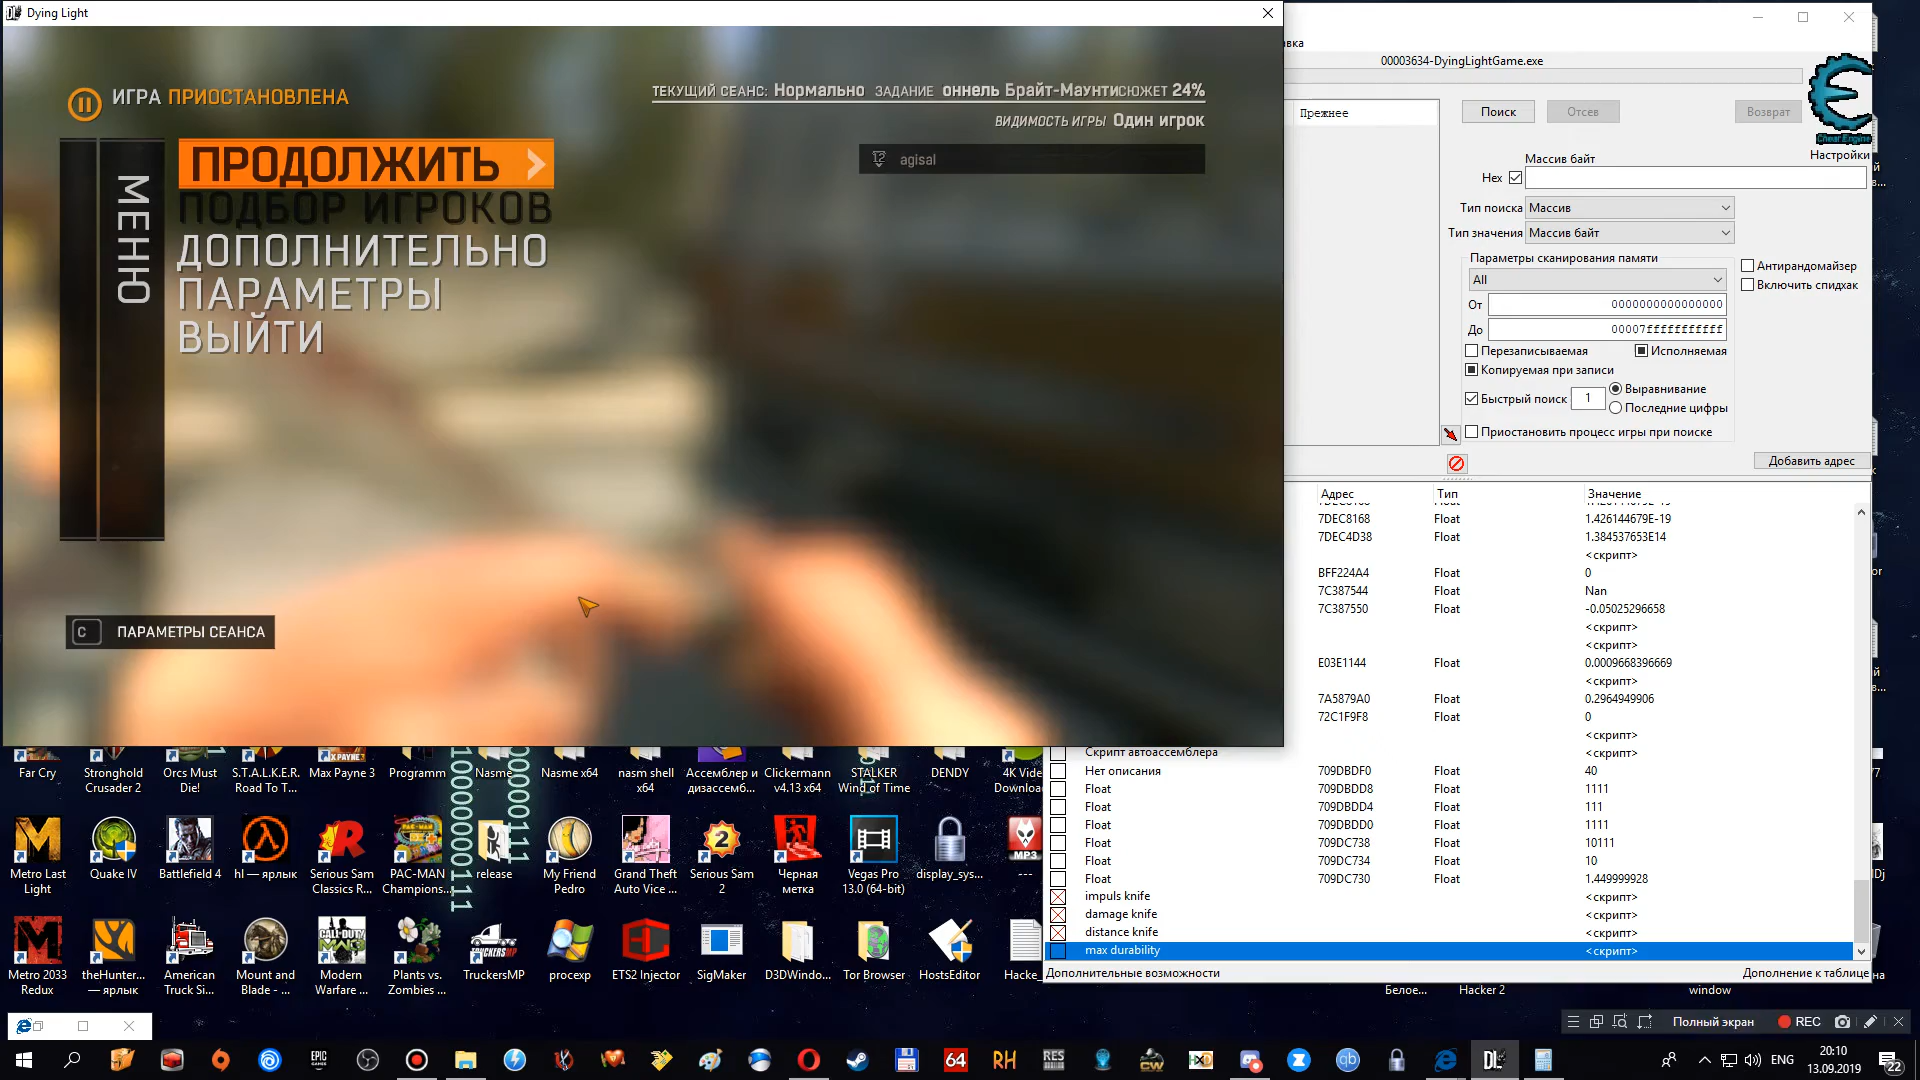 Dying Light
ИГРА ПРИОСТАНОВЛЕНА
МЕНЮ
ПРОДОЛЖИТЬ
ПОДБОР ИГРОКОВ
ДОПОЛНИТЕЛЬНО
ПАРАМЕТРЫ
ВЫЙТИ
ТЕКУЩИЙ СЕАНС: Нормально ЗАДАНИЕ оннель Брайт-Маунти СЮЖЕТ 24%
ВИДИМОСТЬ ИГРЫ Один игрок
12 agisal
C ПАРАМЕТРЫ СЕАНСА
вка
00003634-DyingLightGame.exe
Прежнее
Поиск
Отсев
Возврат
Cheat Engine
Настройки
Массив байт
Hex
Тип поиска Массив
Тип значения Массив байт
Параметры сканирования памяти
All
От 0000000000000000
До 00007fffffffffff
Перезаписываемая
Исполняемая
Копируемая при записи
Быстрый поиск 1
Выравнивание
Последние цифры
Приостановить процесс игры при поиске
Антирандомайзер
Включить спидхак
Добавить адрес
Адрес Тип Значение
7DEC8168 Float 1.426144679E-19
7DEC4D38 Float 1.384537653E14
<скрипт>
BFF224A4 Float 0
7C387544 Float Nan
7C387550 Float -0.05025296658
<скрипт>
<скрипт>
E03E1144 Float 0.0009668396669
<скрипт>
7A5879A0 Float 0.2964949906
72C1F9F8 Float 0
<скрипт>
Скрипт автоассемблера <скрипт>
Нет описания 709DBDF0 Float 40
Float 709DBDD8 Float 1111
Float 709DBDD4 Float 111
Float 709DBDD0 Float 1111
Float 709DC738 Float 10111
Float 709DC734 Float 10
Float 709DC730 Float 1.449999928
impuls knife <скрипт>
damage knife <скрипт>
distance knife <скрипт>
max durability <скрипт>
Дополнительные возможности
Дополнение к таблице
Far Cry
Stronghold Crusader 2
Orcs Must Die!
S.T.A.L.K.E.R. Road To T...
Max Payne 3
Programm
Nasme
Nasme x64
nasm shell x64
Ассемблер и дизассемб...
Clickermann v4.13 x64
STALKER Wind of Time
DENDY
4K Video Downloa
Metro Last Light
Quake IV
Battlefield 4
hl — ярлык
Serious Sam Classics R...
PAC-MAN Champions...
release
My Friend Pedro
Grand Theft Auto Vice ...
Serious Sam 2
Черная метка
Vegas Pro 13.0 (64-bit)
display_sys...
MP3
---
Metro 2033 Redux
theHunter... — ярлык
American Truck Si...
Mount and Blade - ...
Modern Warfare ...
Plants vs. Zombies ...
TruckersMP
procexp
ETS2 Injector
SigMaker
D3DWindo...
Tor Browser
HostsEditor
Hacke_
Белое...
Hacker 2
window
Полный экран
REC
ENG
20:10
13.09.2019
22